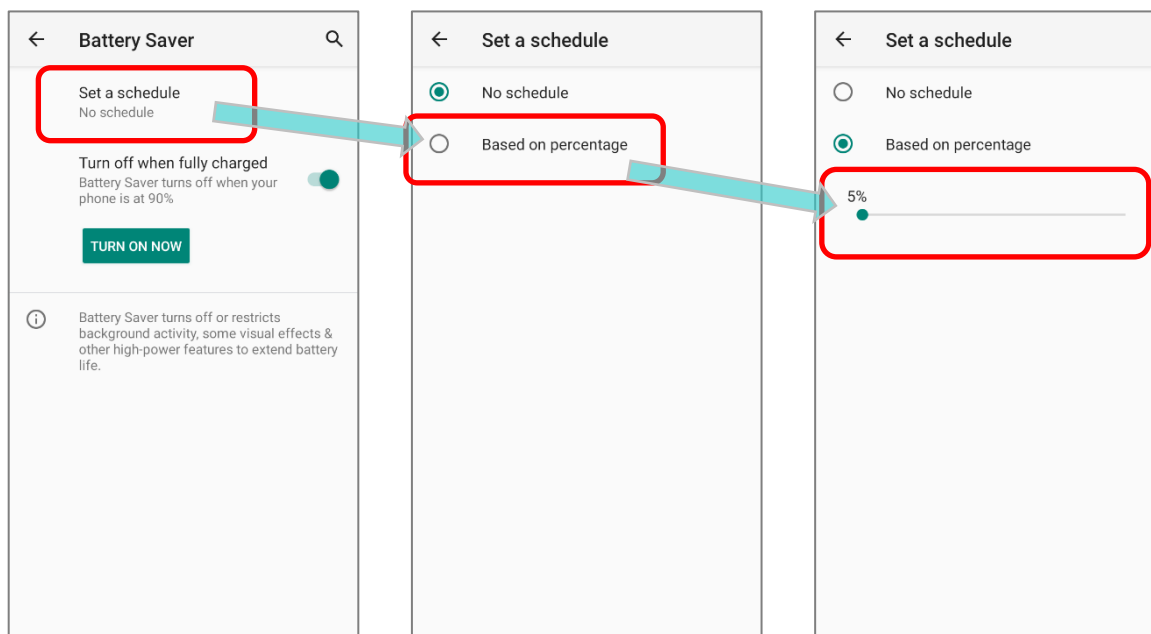 Battery Saver
Set a schedule
No schedule
Turn off when fully charged
Battery Saver turns off when your
phone is at 90%
TURN ON NOW
Battery Saver turns off or restricts
background activity, some visual effects &
other high-power features to extend battery
life.
Set a schedule
No schedule
Based on percentage
Set a schedule
No schedule
Based on percentage
5%